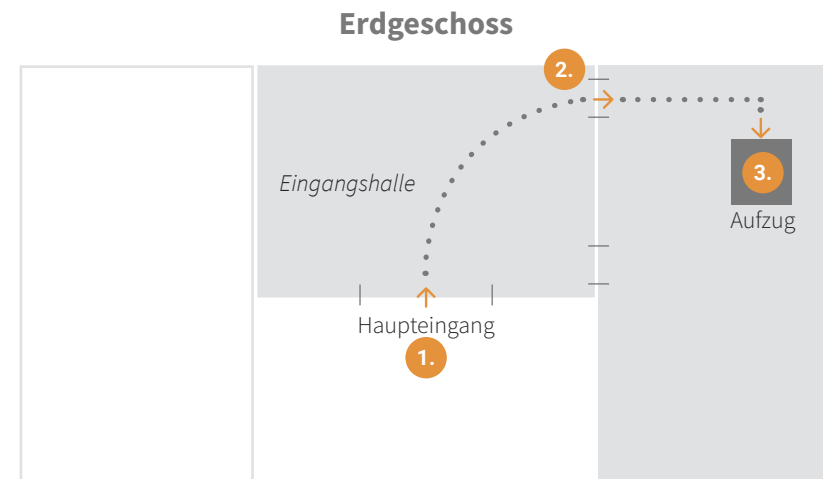 Erdgeschoss
2.
Eingangshalle
3.
Aufzug
Haupteingang
1.